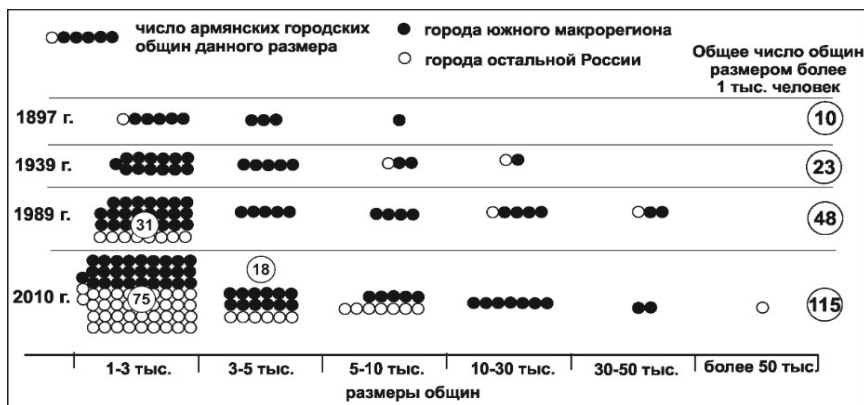 число армянских городских
общин данного размера
города южного макрорегиона
города остальной России
Общее число общин
размером более
1 тыс. человек
1897 г.
10
1939 г.
23
1989 г.
31
48
2010 г.
75
18
115
1-3 тыс.
3-5 тыс.
5-10 тыс.
10-30 тыс.
30-50 тыс.
более 50 тыс.
размеры общин